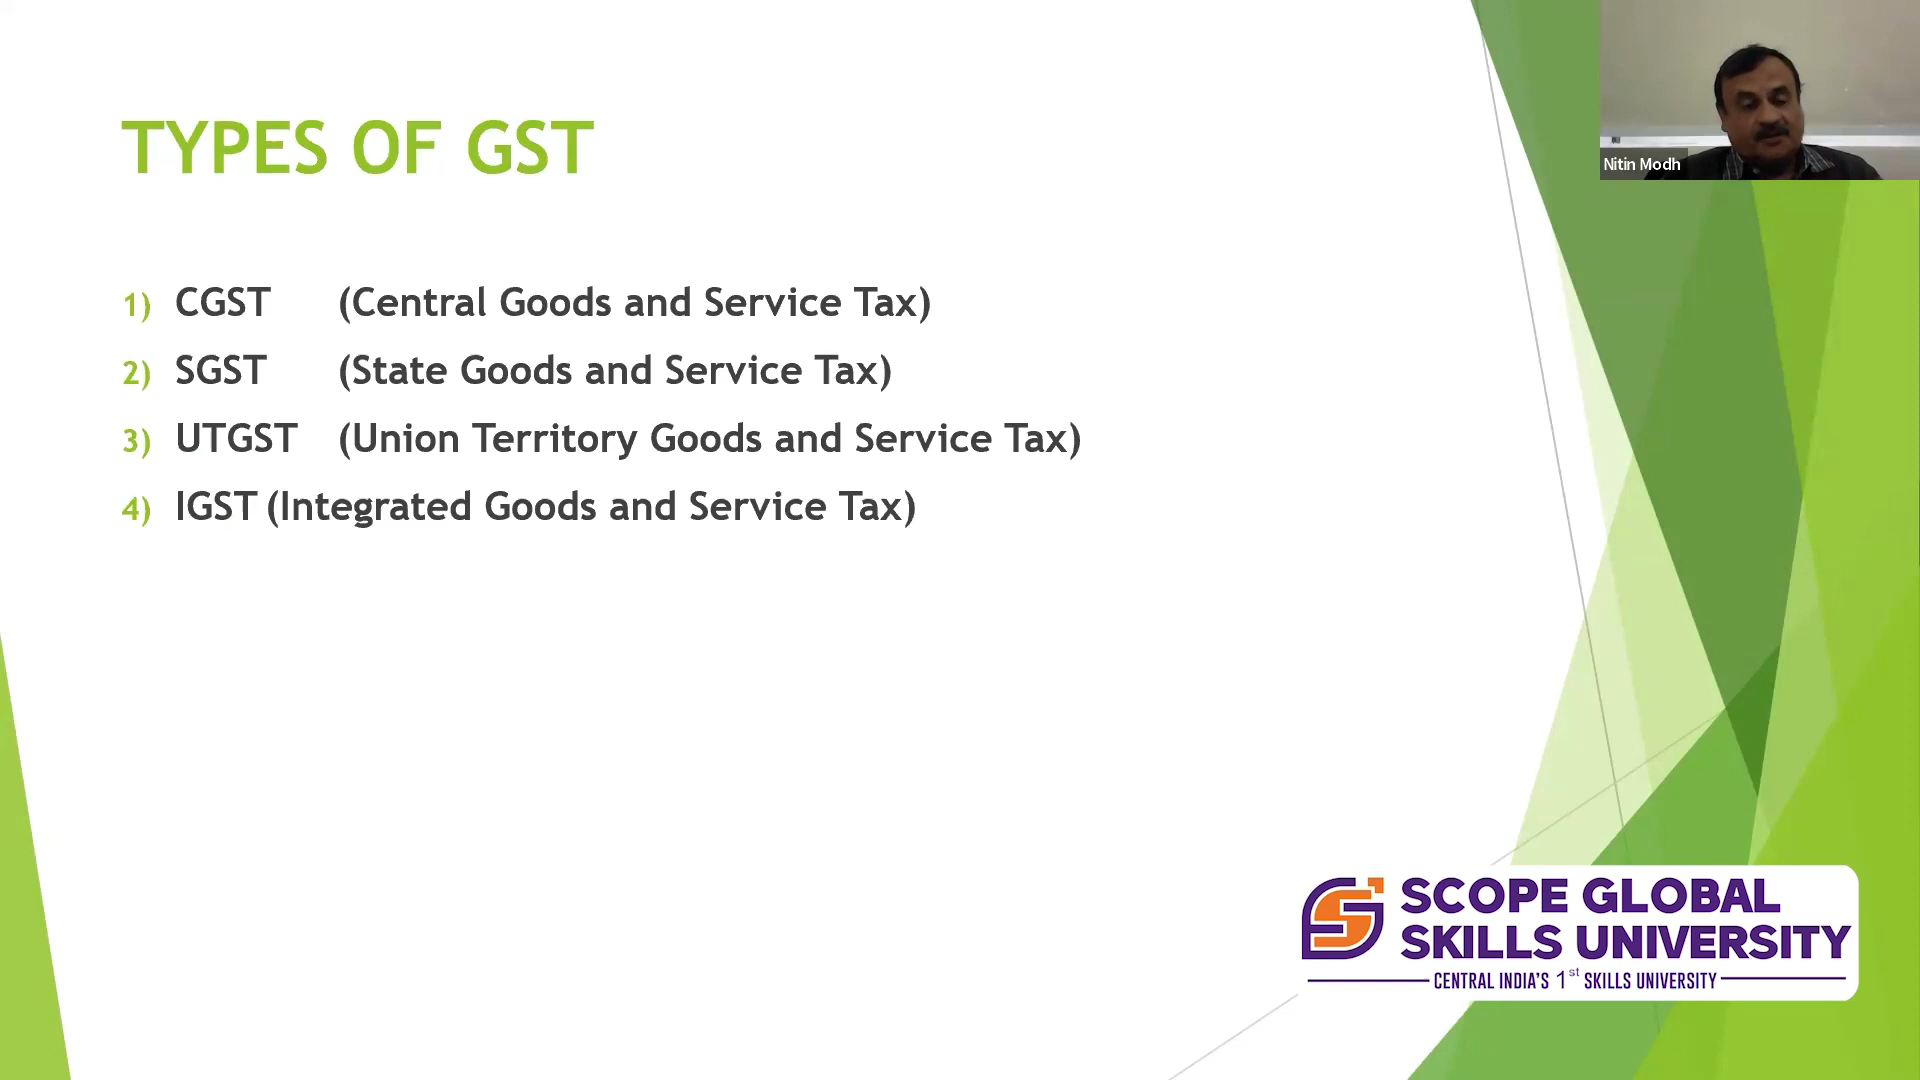 TYPES OF GST
1) CGST (Central Goods and Service Tax)
2) SGST (State Goods and Service Tax)
3) UTGST (Union Territory Goods and Service Tax)
4) IGST (Integrated Goods and Service Tax)
Nitin Modh
SCOPE GLOBAL
SKILLS UNIVERSITY
CENTRAL INDIA'S 1st SKILLS UNIVERSITY